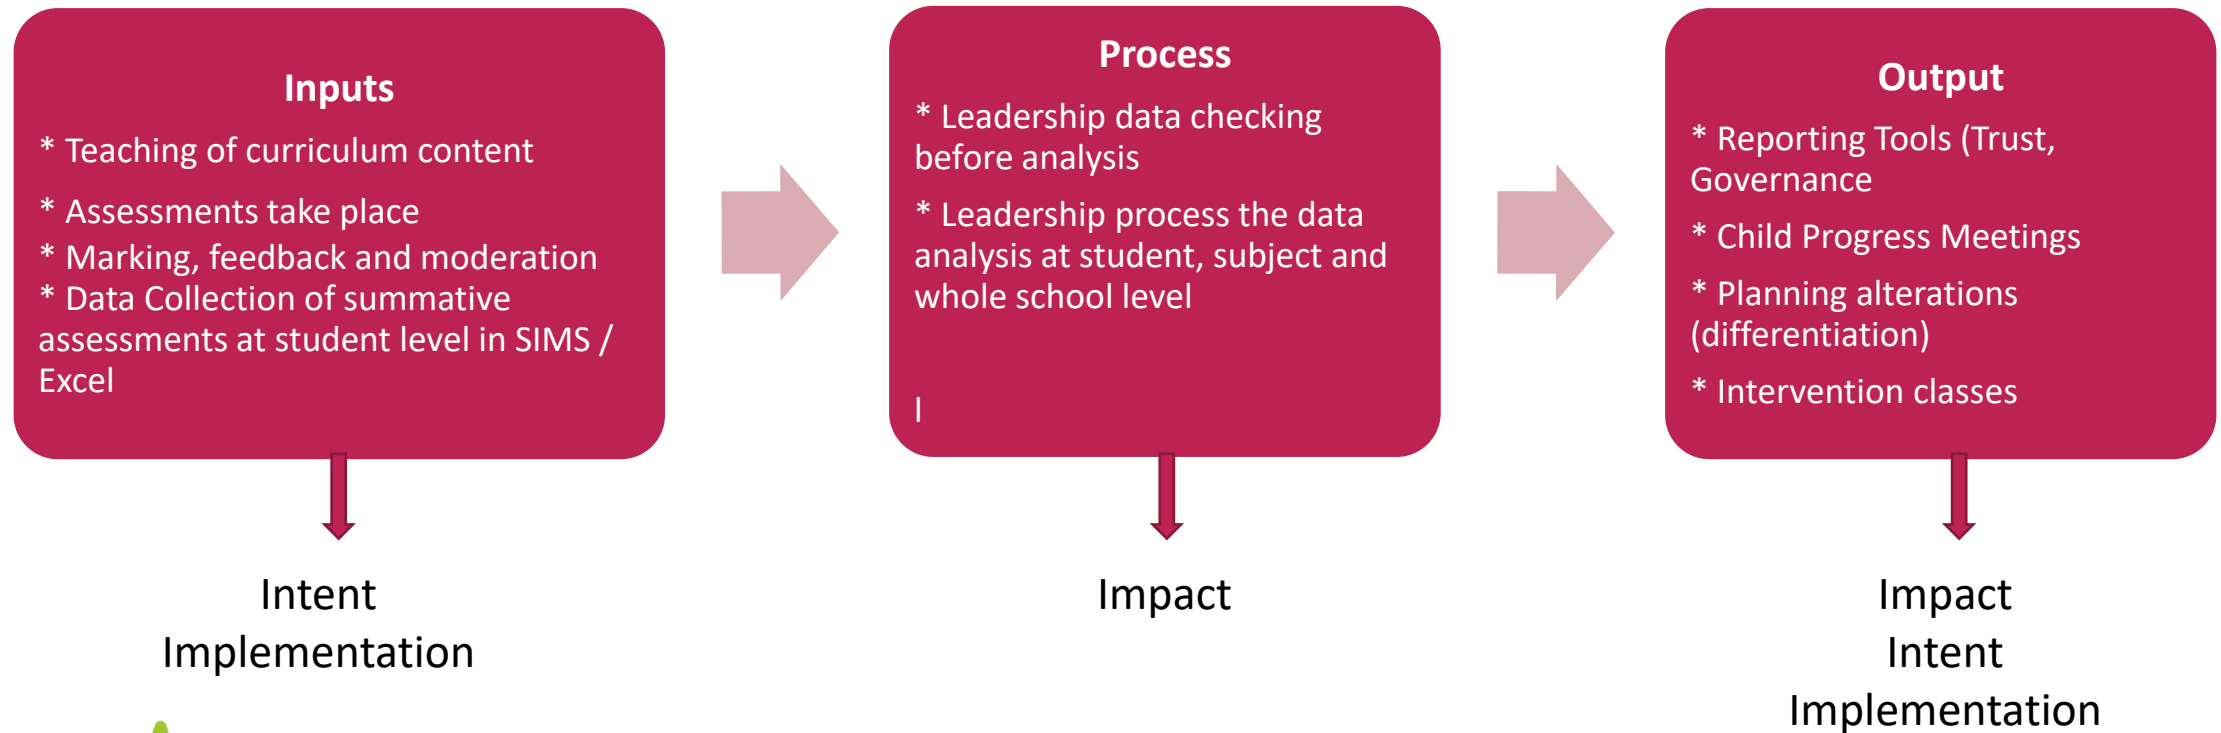 Inputs
* Teaching of curriculum content
* Assessments take place
* Marking, feedback and moderation
* Data Collection of summative
assessments at student level in SIMS /
Excel
Intent
Implementation
Process
* Leadership data checking
before analysis
* Leadership process the data
analysis at student, subject and
whole school level
l
Impact
Output
* Reporting Tools (Trust,
Governance
* Child Progress Meetings
* Planning alterations
(differentiation)
* Intervention classes
Impact
Intent
Implementation